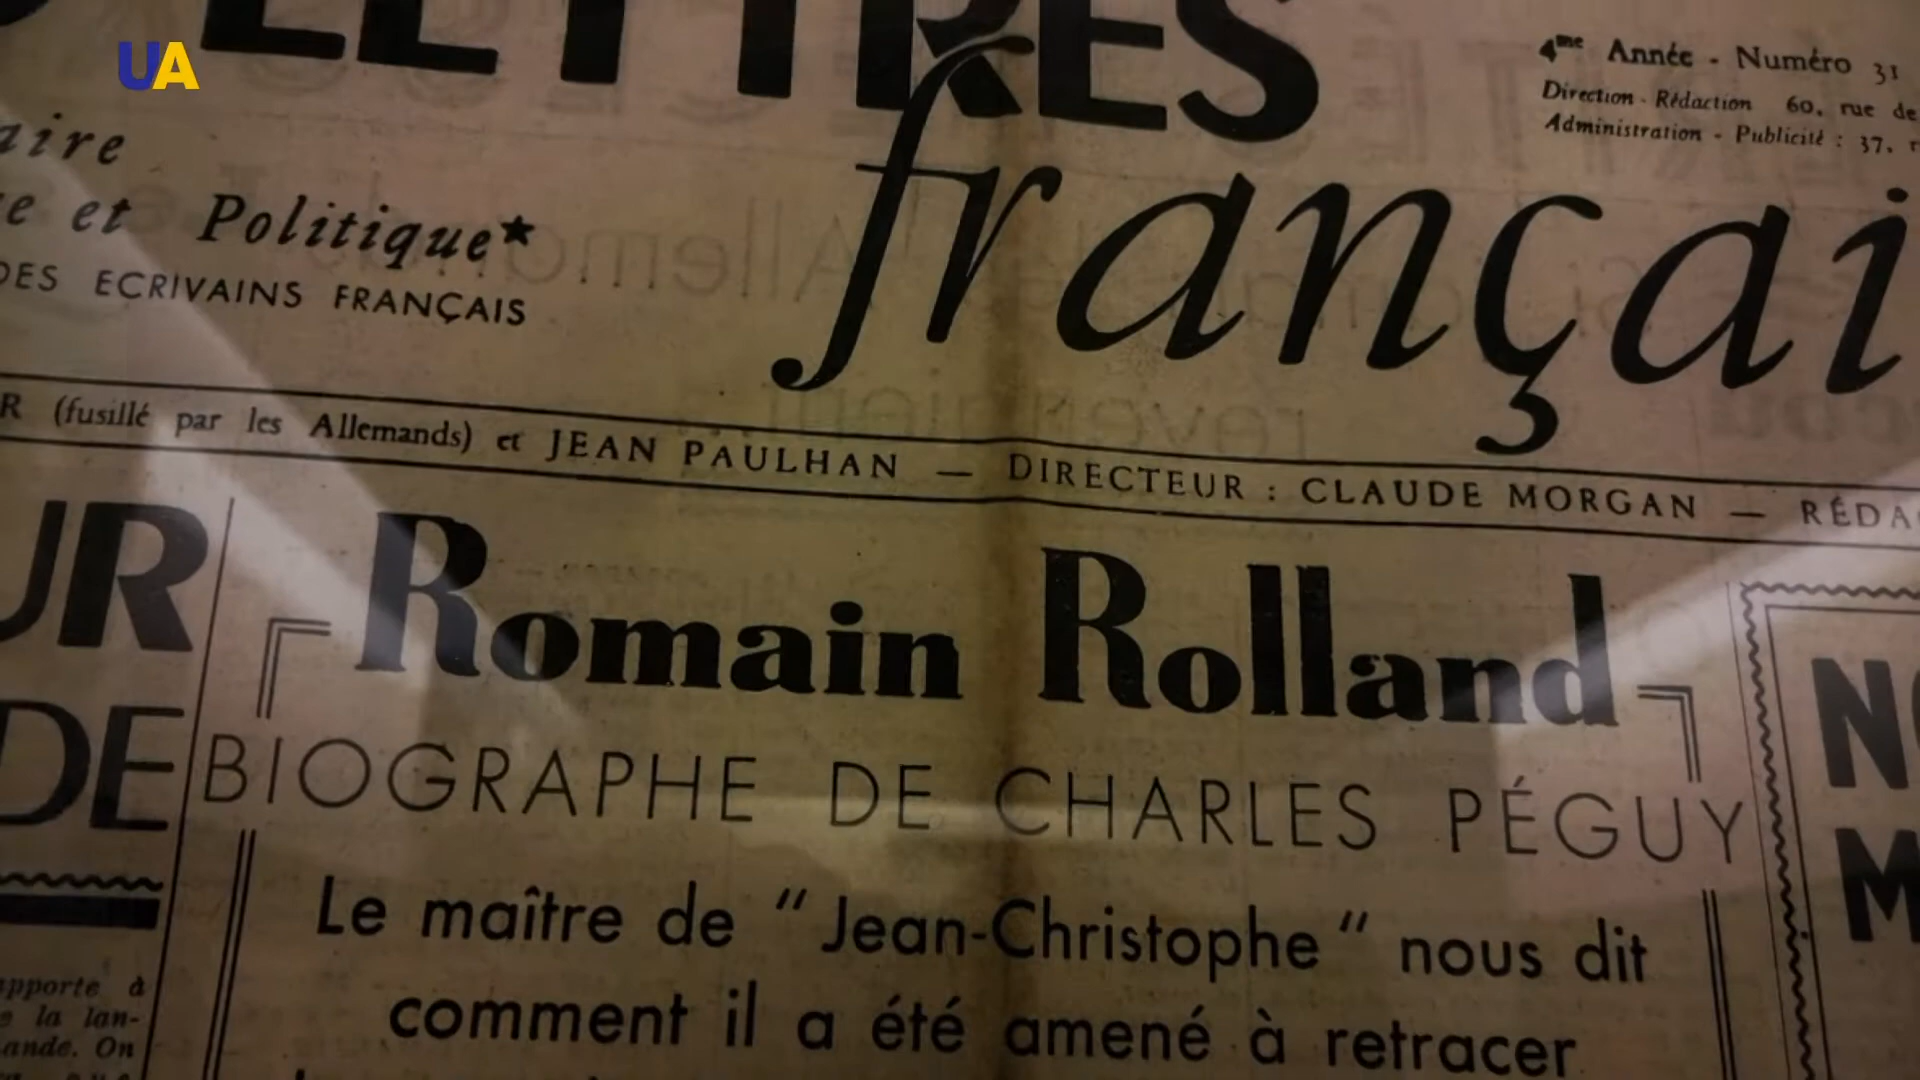 UA
LETTRES
françai
4me Année - Numéro 31
Direction - Rédaction 60, rue de
Administration - Publicité : 37, r
aire
e et Politique★
DES ECRIVAINS FRANÇAIS
R (fusillé par les Allemands) et JEAN PAULHAN — DIRECTEUR : CLAUDE MORGAN — RÉDA
UR
DE
Romain Rolland
BIOGRAPHE DE CHARLES PÉGUY
Le maître de “Jean-Christophe“ nous dit
comment il a été amené à retracer
N
M
pporte à
e la lan-
ande. On